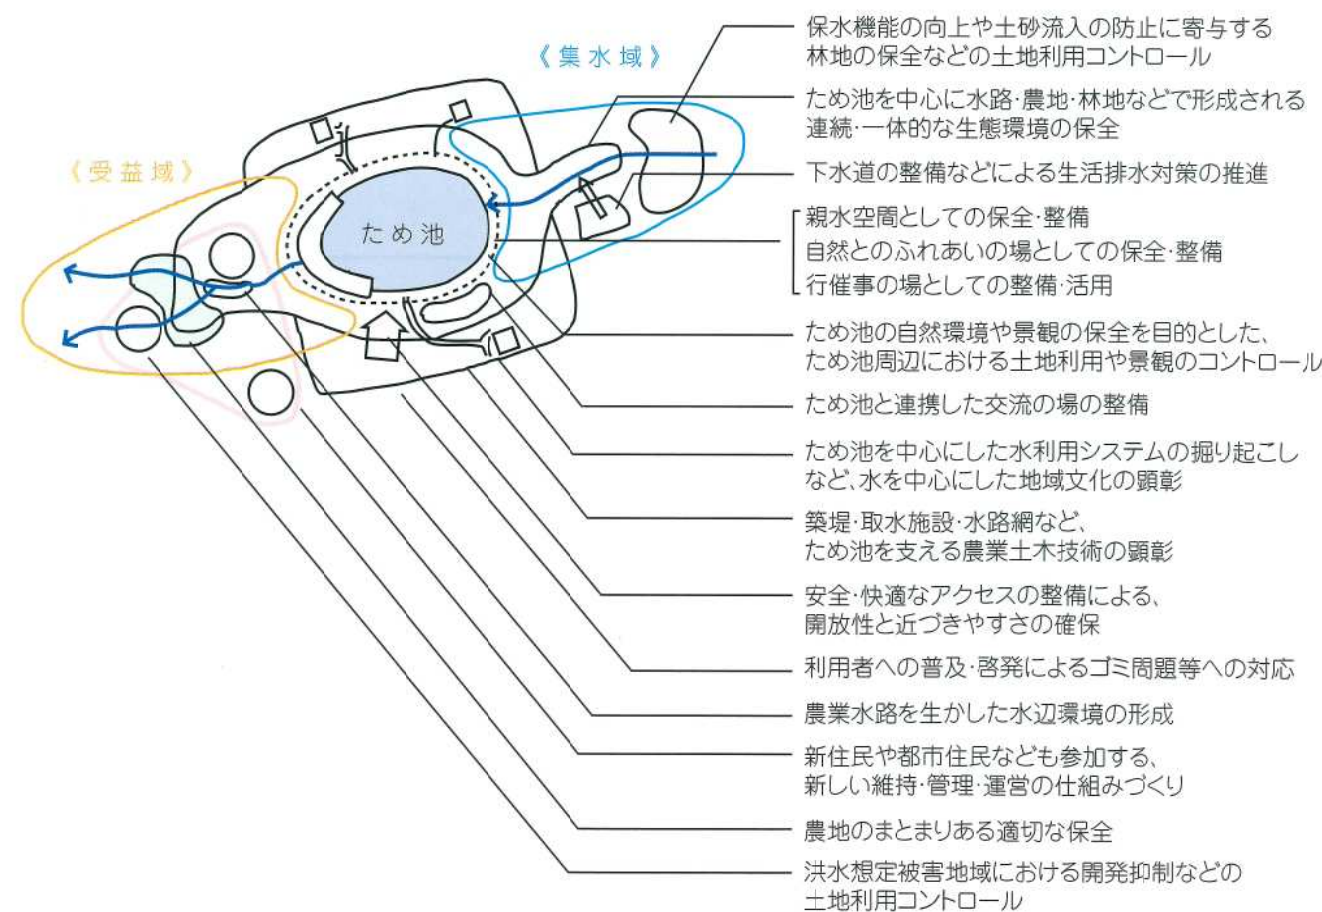 《集水域》
《受益域》
ため池
保水機能の向上や土砂流入の防止に寄与する
林地の保全などの土地利用コントロール
ため池を中心に水路・農地・林地などで形成される
連続・一体的な生態環境の保全
下水道の整備などによる生活排水対策の推進
親水空間としての保全・整備
自然とのふれあいの場としての保全・整備
行催事の場としての整備・活用
ため池の自然環境や景観の保全を目的とした、
ため池周辺における土地利用や景観のコントロール
ため池と連携した交流の場の整備
ため池を中心にした水利用システムの掘り起こし
など、水を中心にした地域文化の顕彰
築堤・取水施設・水路網など、
ため池を支える農業土木技術の顕彰
安全・快適なアクセスの整備による、
開放性と近づきやすさの確保
利用者への普及・啓発によるゴミ問題等への対応
農業水路を生かした水辺環境の形成
新住民や都市住民なども参加する、
新しい維持・管理・運営の仕組みづくり
農地のまとまりある適切な保全
洪水想定被害地域における開発抑制などの
土地利用コントロール